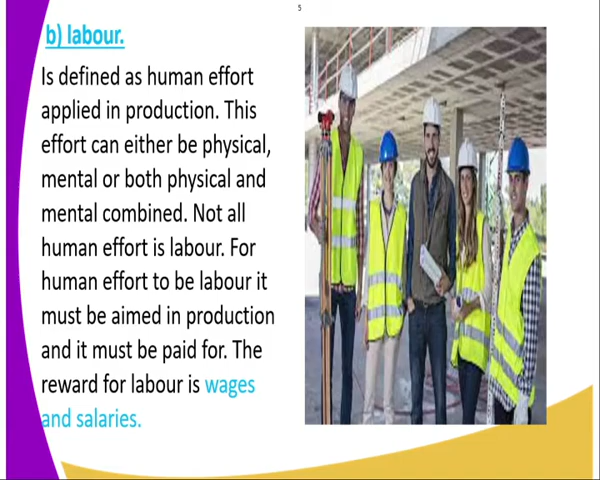 5
b) labour.
Is defined as human effort
applied in production. This
effort can either be physical,
mental or both physical and
mental combined. Not all
human effort is labour. For
human effort to be labour it
must be aimed in production
and it must be paid for. The
reward for labour is wages
and salaries.